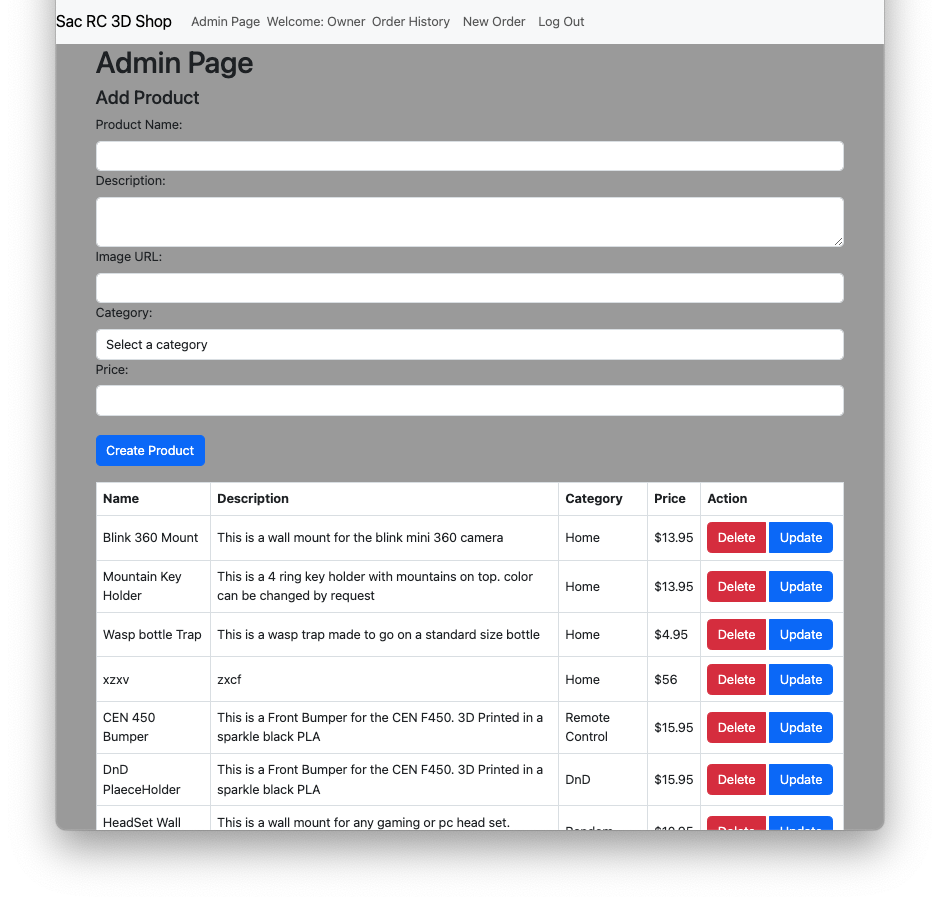 Sac RC 3D Shop Admin Page Welcome: Owner Order History New Order Log Out
Admin Page
Add Product
Product Name:
Description:
Image URL:
Category:
Select a category
Price:
Create Product
Name Description Category Price Action
Blink 360 Mount This is a wall mount for the blink mini 360 camera Home $13.95 Delete Update
Mountain Key
Holder
This is a 4 ring key holder with mountains on top. color
can be changed by request
Home $13.95 Delete Update
Wasp bottle Trap This is a wasp trap made to go on a standard size bottle Home $4.95 Delete Update
xzxv zxcf Home $56 Delete Update
CEN 450
Bumper
This is a Front Bumper for the CEN F450. 3D Printed in a
sparkle black PLA
Remote
Control
$15.95 Delete Update
DnD
PlaeceHolder
This is a Front Bumper for the CEN F450. 3D Printed in a
sparkle black PLA
DnD $15.95 Delete Update
HeadSet Wall
This is a wall mount for any gaming or pc head set.
Random Delete Update